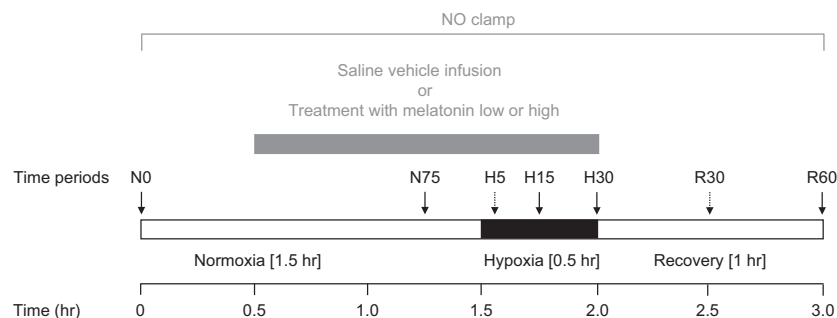 NO clamp
Saline vehicle infusion
or
Treatment with melatonin low or high
Time periods N0 N75 H5 H15 H30 R30 R60
Normoxia [1.5 hr] Hypoxia [0.5 hr] Recovery [1 hr]
Time (hr) 0 0.5 1.0 1.5 2.0 2.5 3.0